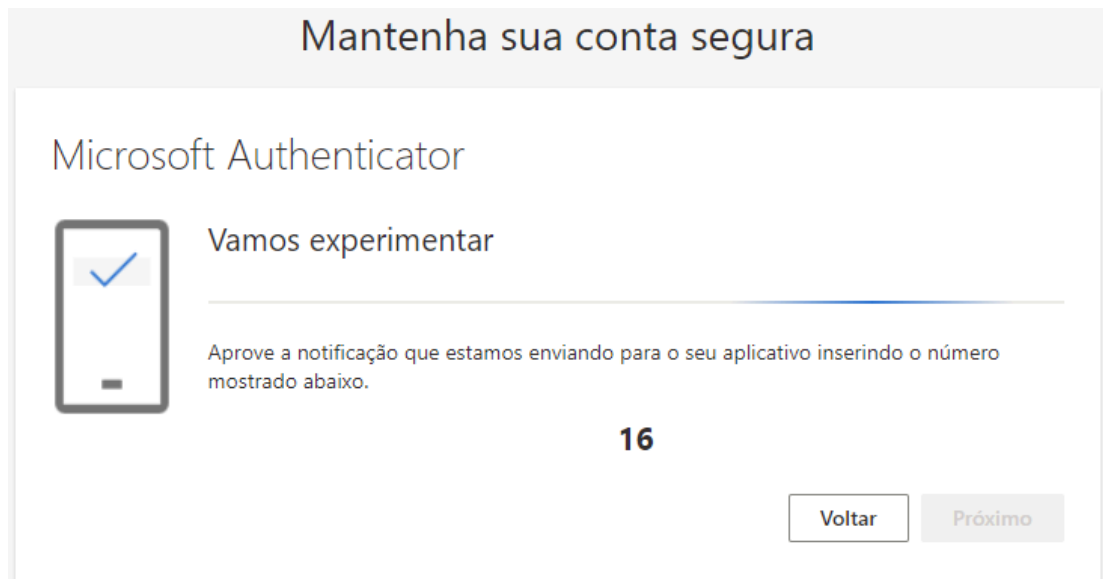 Mantenha sua conta segura
Microsoft Authenticator
Vamos experimentar
Aprove a notificação que estamos enviando para o seu aplicativo inserindo o número
mostrado abaixo.
16
Voltar
Próximo